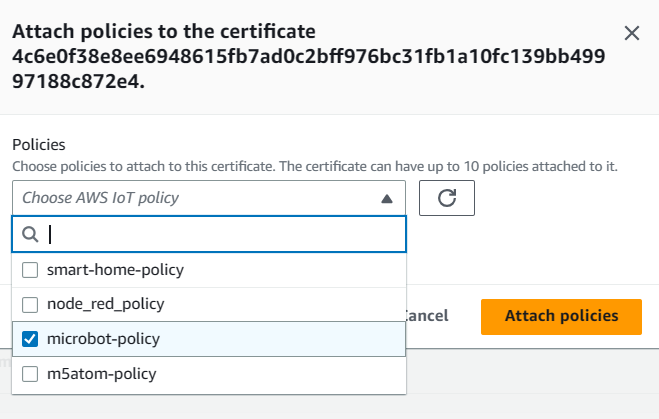 Attach policies to the certificate
4c6e0f38e8ee6948615fb7ad0c2bff976bc31fb1a10fc139bb499
97188c872e4.
Policies
Choose policies to attach to this certificate. The certificate can have up to 10 policies attached to it.
Choose AWS IoT policy
smart-home-policy
node_red_policy
microbot-policy
m5atom-policy
ancel
Attach policies